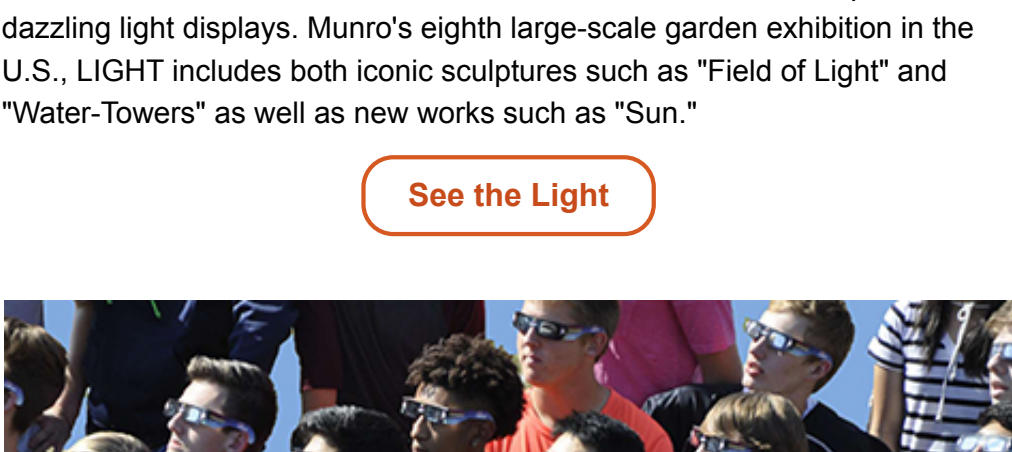 dazzling light displays. Munro's eighth large-scale garden exhibition in the
U.S., LIGHT includes both iconic sculptures such as "Field of Light" and
"Water-Towers" as well as new works such as "Sun."
See the Light